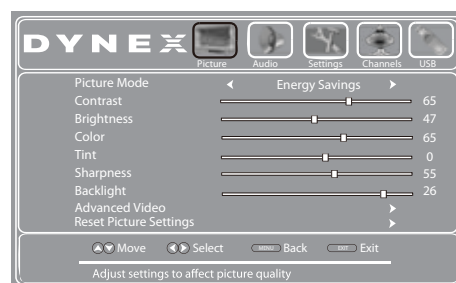 DYNEX
Picture Audio Settings Channels USB
Picture Mode Energy Savings
Contrast 65
Brightness 47
Color 65
Tint 0
Sharpness 55
Backlight 26
Advanced Video
Reset Picture Settings
Move Select MENU Back EXIT Exit
Adjust settings to affect picture quality